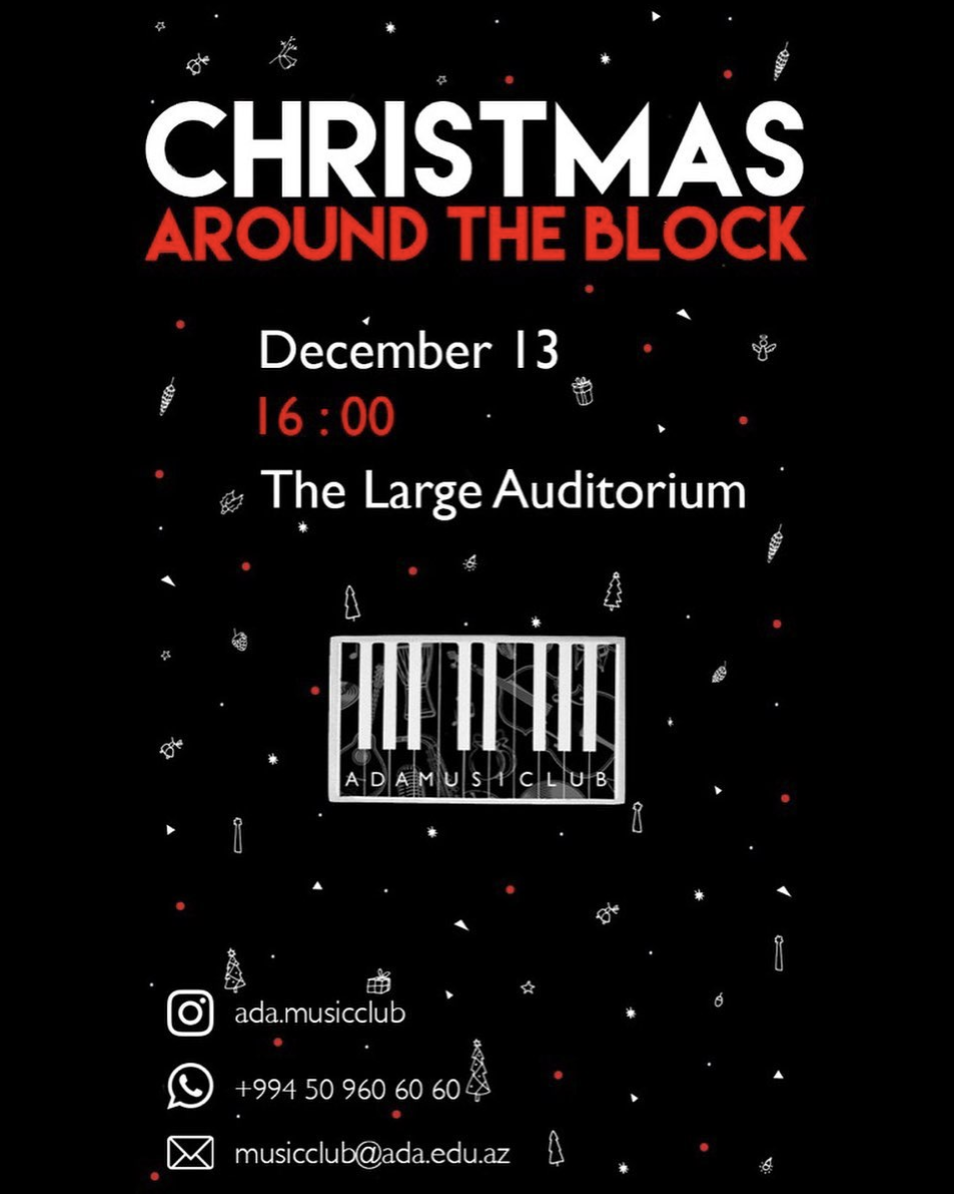 CHRISTMAS
AROUND THE BLOCK
December 13
16 : 00
The Large Auditorium
ADAMUSICLUB
ada.musicclub
+994 50 960 60 60
musicclub@ada.edu.az